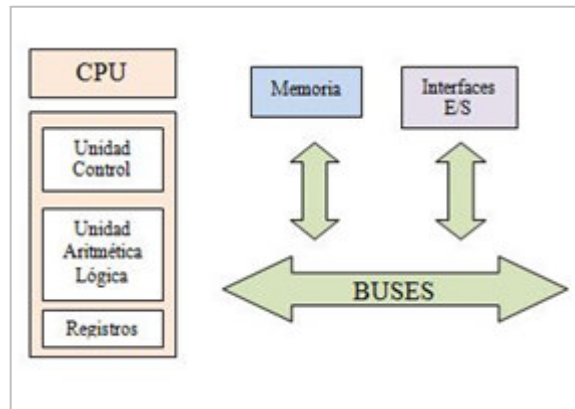 CPU
Unidad
Control
Unidad
Aritmética
Lógica
Registros
Memoria
Interfaces
E/S
BUSES